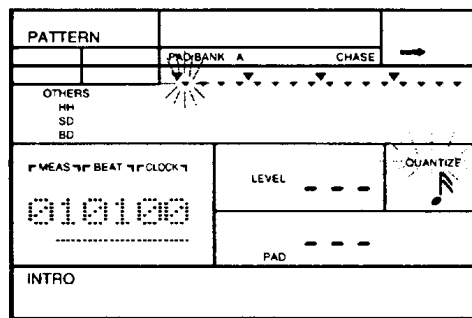 PATTERN
PAD BANK A CHASE
OTHERS
HH
SD
BD
MEAS BEAT CLOCK
LEVEL --- QUANTIZE
010100
PAD ---
INTRO